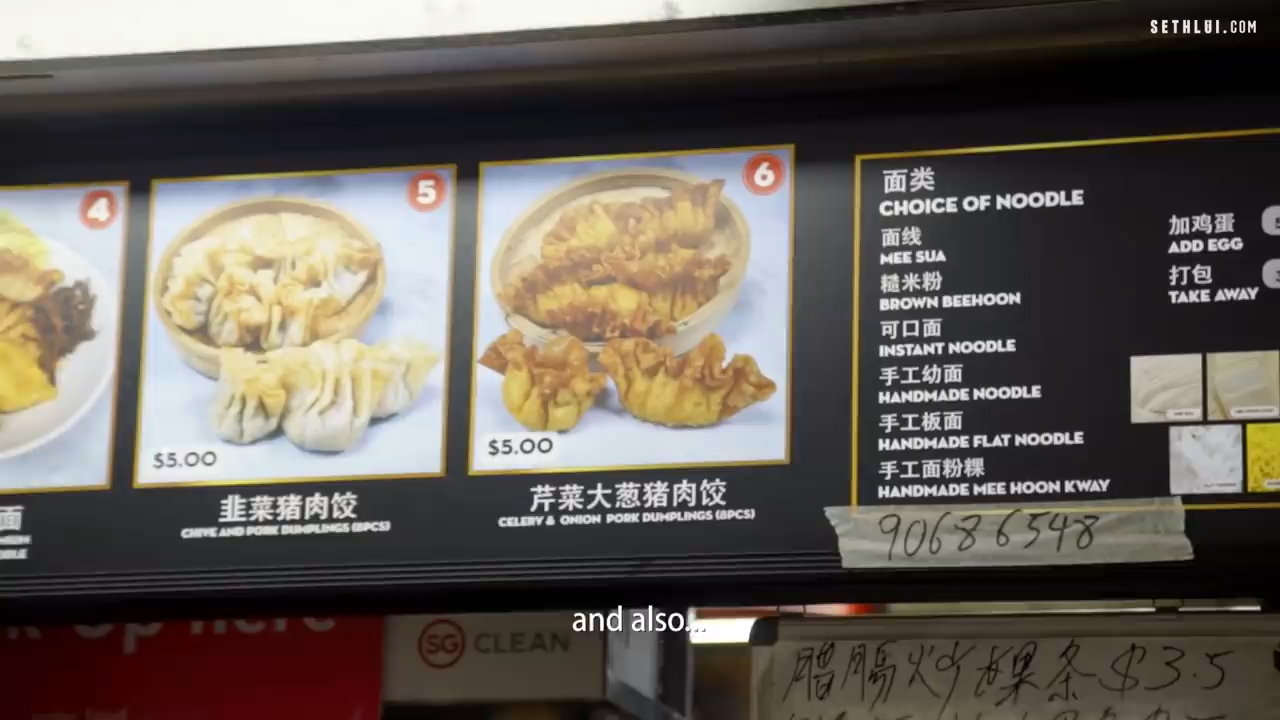 SETHLUI.COM
4
5
6
$5.00
$5.00
面
韭菜猪肉饺
CHIVE AND PORK DUMPLINGS (8PCS)
芹菜大葱猪肉饺
CELERY & ONION PORK DUMPLINGS (8PCS)
面类
CHOICE OF NOODLE
面线
MEE SUA
糙米粉
BROWN BEEHOON
可口面
INSTANT NOODLE
手工幼面
HANDMADE NOODLE
手工板面
HANDMADE FLAT NOODLE
手工面粉粿
HANDMADE MEE HOON KWAY
加鸡蛋
ADD EGG
打包
TAKE AWAY
90686548
and also...
up here
SG CLEAN
腊肠炒粿条 $3.5